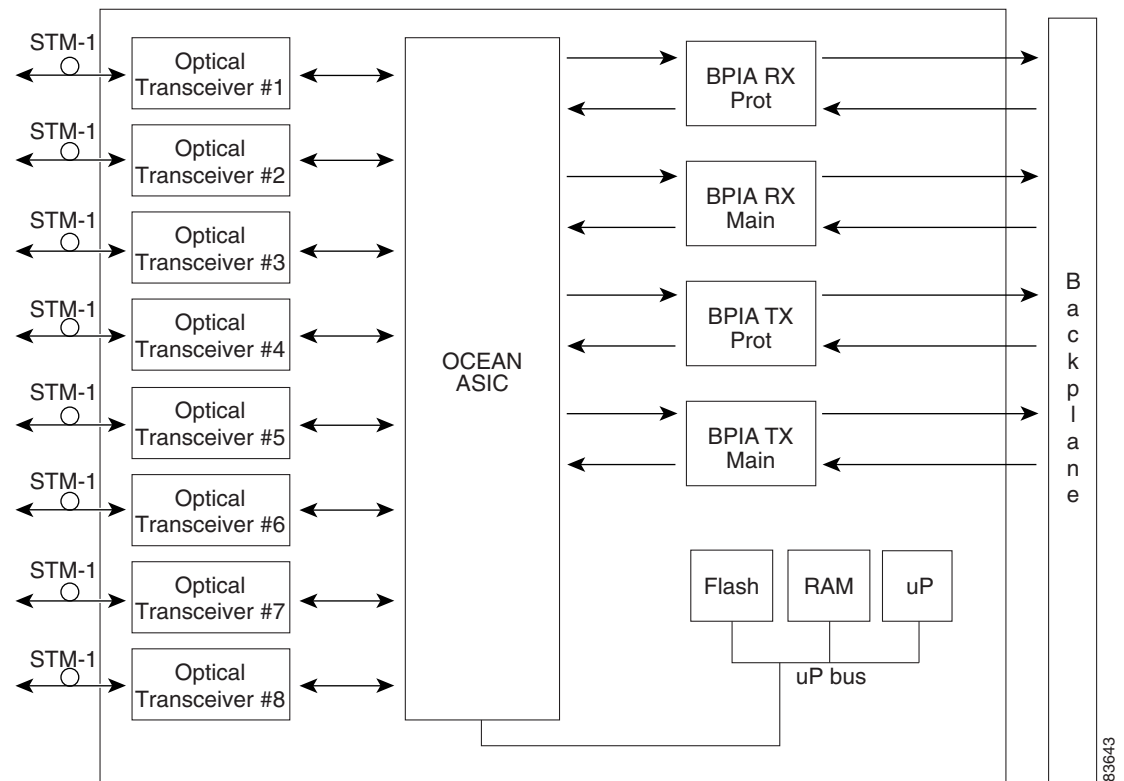 STM-1
Optical
Transceiver #1
STM-1
Optical
Transceiver #2
STM-1
Optical
Transceiver #3
STM-1
Optical
Transceiver #4
STM-1
Optical
Transceiver #5
STM-1
Optical
Transceiver #6
STM-1
Optical
Transceiver #7
STM-1
Optical
Transceiver #8
OCEAN
ASIC
BPIA RX
Prot
BPIA RX
Main
BPIA TX
Prot
BPIA TX
Main
Flash
RAM
uP
uP bus
Backplane
83643